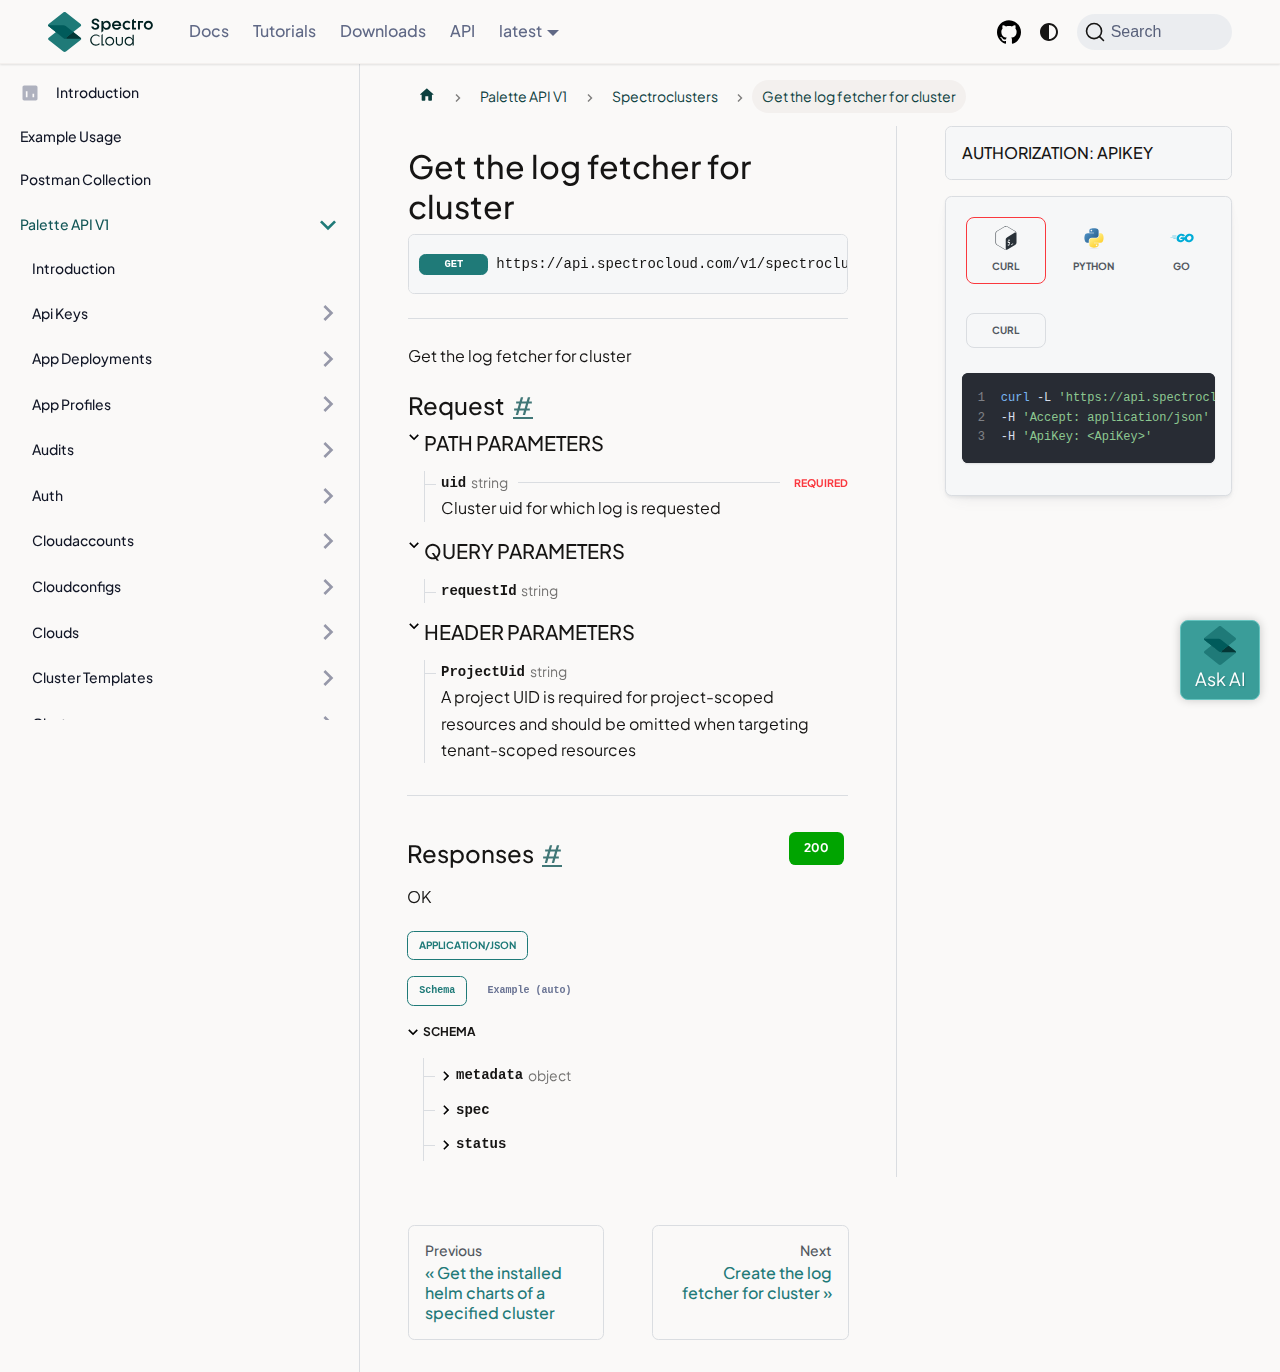 Spectro
Cloud
Docs
Tutorials
Downloads
API
latest
Search
Introduction
Example Usage
Postman Collection
Palette API V1
Introduction
Api Keys
App Deployments
App Profiles
Audits
Auth
Cloudaccounts
Cloudconfigs
Clouds
Cluster Templates
Palette API V1
Spectroclusters
Get the log fetcher for cluster
Get the log fetcher for
cluster
GET https://api.spectrocloud.com/v1/spectroclu
Get the log fetcher for cluster
Request #
PATH PARAMETERS
uid string REQUIRED
Cluster uid for which log is requested
QUERY PARAMETERS
requestId string
HEADER PARAMETERS
ProjectUid string
A project UID is required for project-scoped
resources and should be omitted when targeting
tenant-scoped resources
Responses #
200
OK
APPLICATION/JSON
Schema
Example (auto)
SCHEMA
metadata object
spec
status
Previous
« Get the installed
helm charts of a
specified cluster
Next
Create the log
fetcher for cluster »
AUTHORIZATION: APIKEY
CURL
PYTHON
GO
GO
CURL
1 curl -L 'https://api.spectrocl
2 -H 'Accept: application/json'
3 -H 'ApiKey: <ApiKey>'
Ask AI